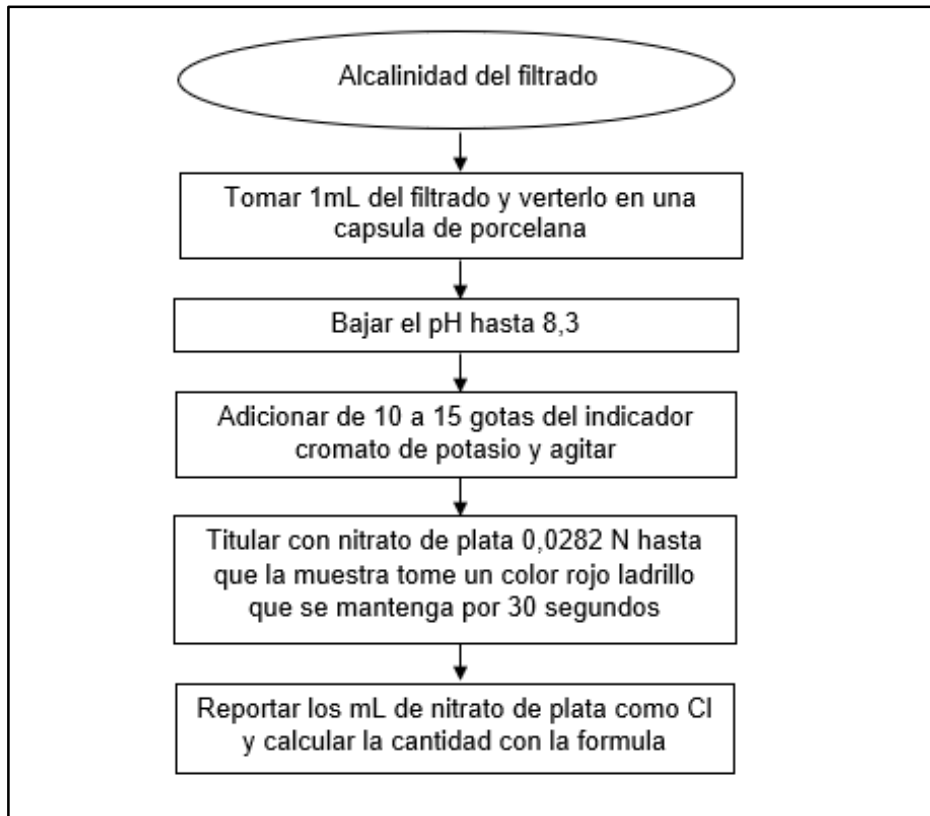 Alcalinidad del filtrado
Tomar 1mL del filtrado y verterlo en una
capsula de porcelana
Bajar el pH hasta 8,3
Adicionar de 10 a 15 gotas del indicador
cromato de potasio y agitar
Titular con nitrato de plata 0,0282 N hasta
que la muestra tome un color rojo ladrillo
que se mantenga por 30 segundos
Reportar los mL de nitrato de plata como Cl
y calcular la cantidad con la formula